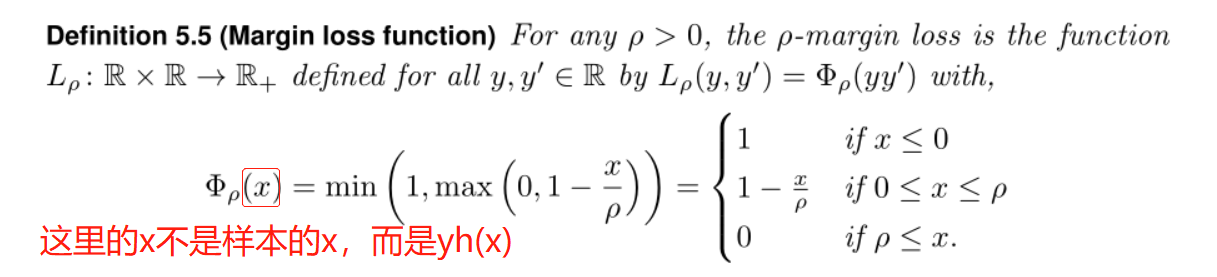 Definition 5.5 (Margin loss function) For any ρ > 0, the ρ-margin loss is the function
L_ρ: ℝ × ℝ → ℝ₊ defined for all y, y′ ∈ ℝ by L_ρ(y, y′) = Φ_ρ(yy′) with,
Φ_ρ(x) = min (1, max (0, 1 − x/ρ)) = { 1 if x ≤ 0
1 − x/ρ if 0 ≤ x ≤ ρ
0 if ρ ≤ x.
这里的x不是样本的x，而是yh(x)